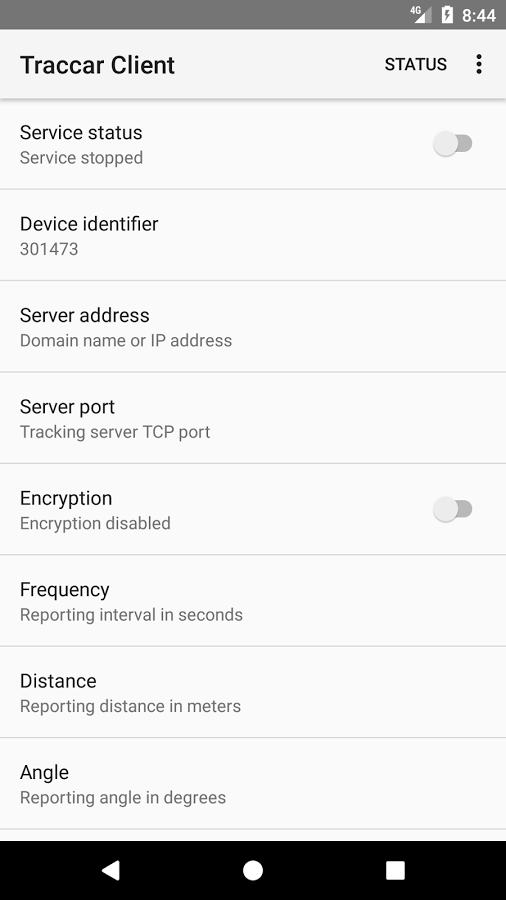 4G 8:44
Traccar Client STATUS
Service status
Service stopped
Device identifier
301473
Server address
Domain name or IP address
Server port
Tracking server TCP port
Encryption
Encryption disabled
Frequency
Reporting interval in seconds
Distance
Reporting distance in meters
Angle
Reporting angle in degrees